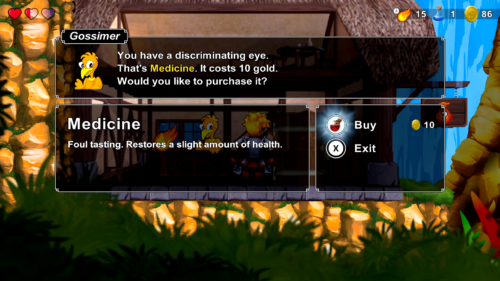 15 1 86
Gossimer
You have a discriminating eye.
That's Medicine. It costs 10 gold.
Would you like to purchase it?
Medicine
Foul tasting. Restores a slight amount of health.
Buy 10
X Exit